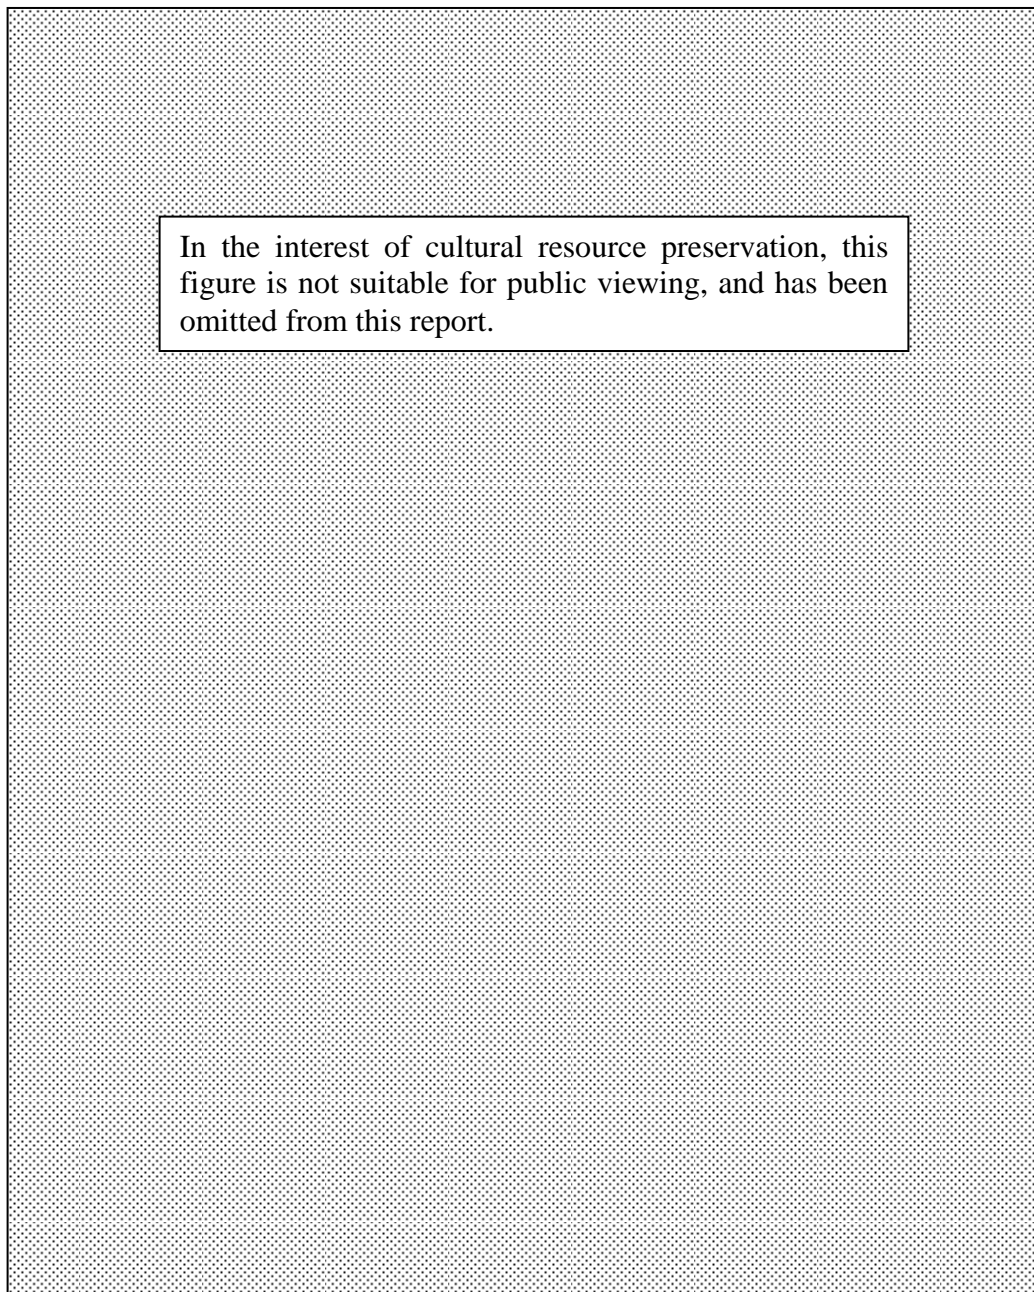 In the interest of cultural resource preservation, this
figure is not suitable for public viewing, and has been
omitted from this report.